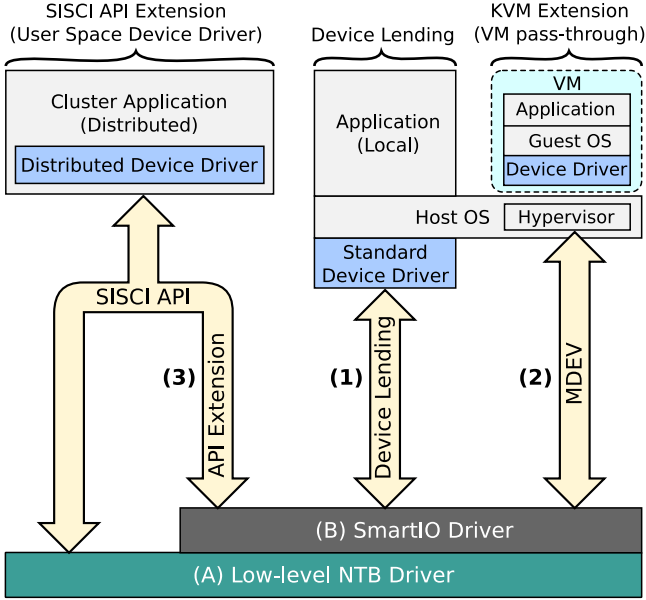 SISCI API Extension
(User Space Device Driver)
Device Lending
KVM Extension
(VM pass-through)
Cluster Application
(Distributed)
Distributed Device Driver
Application
(Local)
VM
Application
Guest OS
Device Driver
Host OS
Hypervisor
Standard
Device Driver
SISCI API
(3)
API Extension
(1)
Device Lending
(2)
MDEV
(B) SmartIO Driver
(A) Low-level NTB Driver